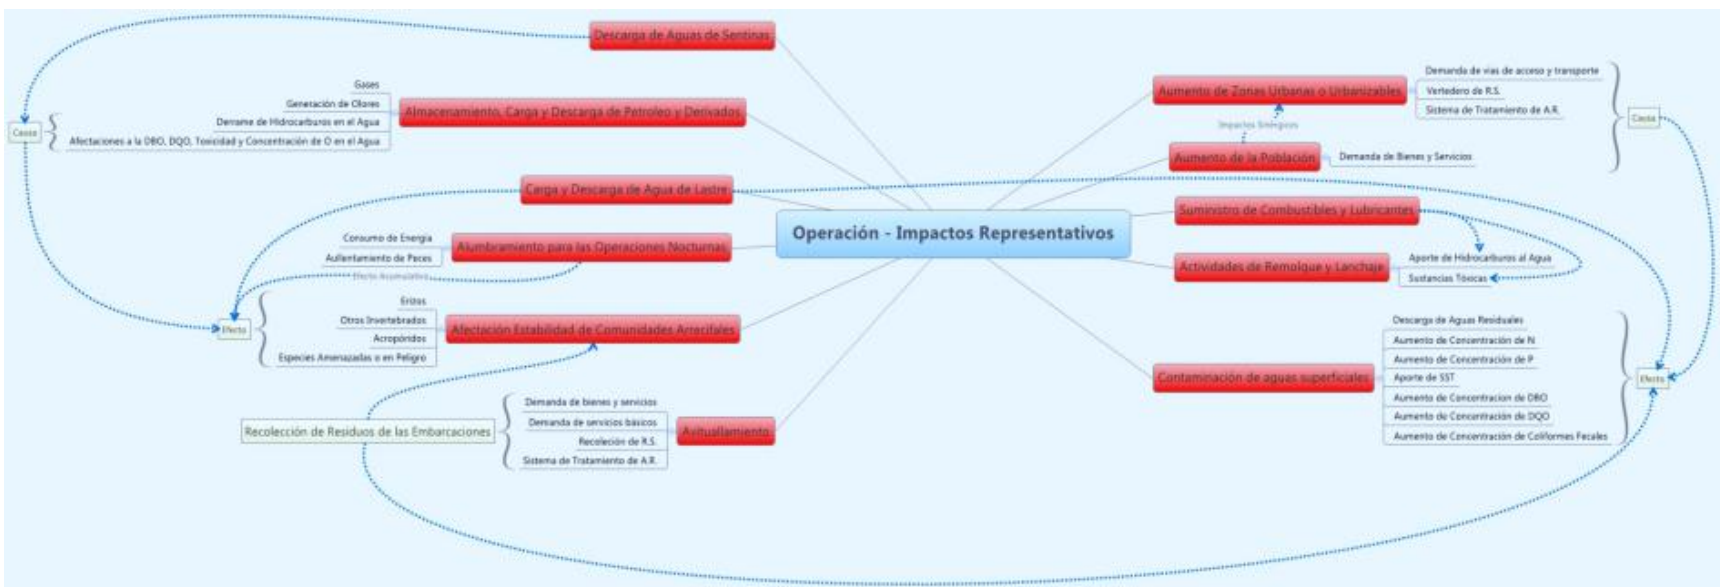 Descarga de Aguas de Sentinas
Gases
Generación de Olores
Derrame de Hidrocarburos en el Agua
Afectaciones a la DBO, DQO, Toxicidad y Concentración de O en el Agua
Causa
Almacenamiento, Carga y Descarga de Petroleo y Derivados
Carga y Descarga de Agua de Lastre
Consumo de Energía
Aullentamiento de Peces
Alumbramiento para las Operaciones Nocturnas
Efecto Acumulativo
Efecto
Erizos
Otros Invertebrados
Acropóridos
Especies Amenazadas o en Peligro
Afectación Estabilidad de Comunidades Arrecifales
Recolección de Residuos de las Embarcaciones
Demanda de bienes y servicios
Demanda de servicios básicos
Recoleción de R.S.
Sistema de Tratamiento de A.R.
Avituallamiento
Operación - Impactos Representativos
Aumento de Zonas Urbanas o Urbanizables
Demanda de vias de acceso y transporte
Vertedero de R.S.
Sistema de Tratamiento de A.R.
Causa
Impactos Sinérgicos
Aumento de la Población
Demanda de Bienes y Servicios
Suministro de Combustibles y Lubricantes
Actividades de Remolque y Lanchaje
Aporte de Hidrocarburos al Agua
Sustancias Tóxicas
Contaminación de aguas superficiales
Descarga de Aguas Residuales
Aumento de Concentración de N
Aumento de Concentración de P
Aporte de SST
Aumento de Concentracion de DBO
Aumento de Concentración de DQO
Aumento de Concentración de Coliformes Fecales
Efecto